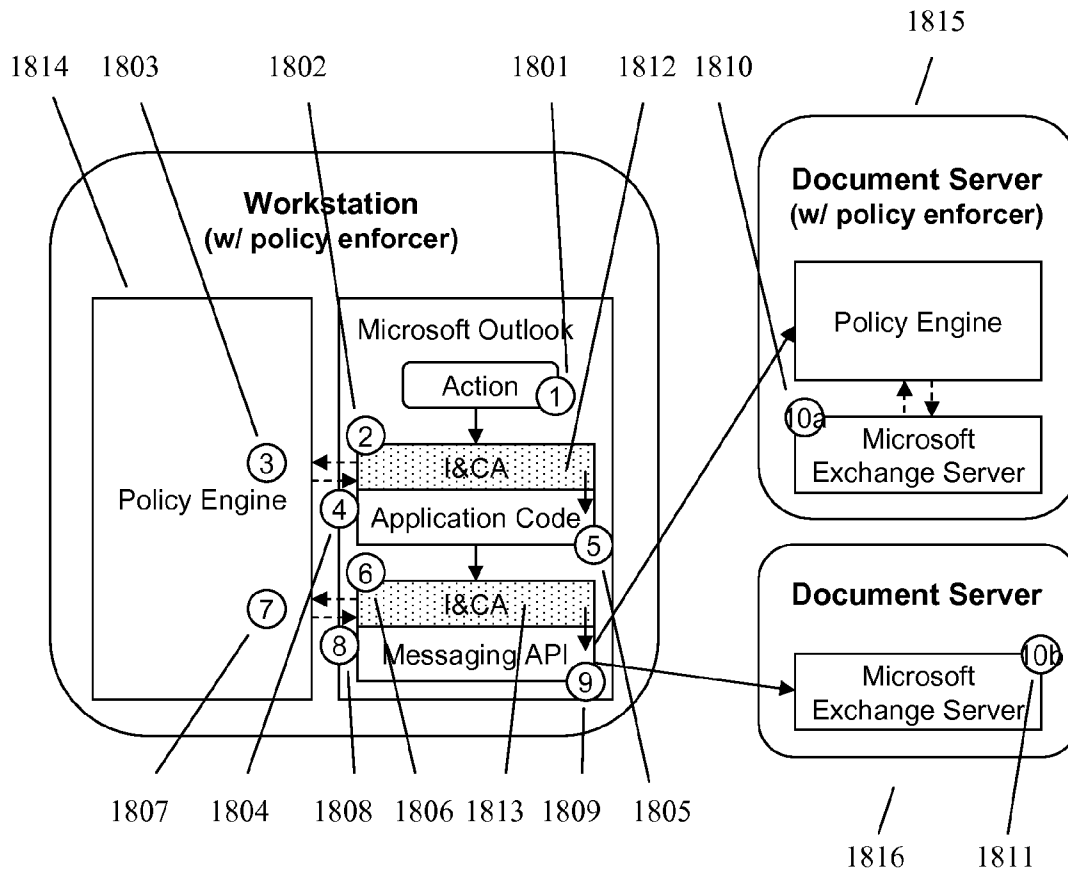 1815
1814
1803
1802
1801
1812
1810
Workstation
(w/ policy enforcer)
Policy Engine
Microsoft Outlook
Action
1
2
I&CA
3
4
Application Code
5
6
I&CA
7
8
Messaging API
9
Document Server
(w/ policy enforcer)
Policy Engine
10a
Microsoft
Exchange Server
Document Server
10b
Microsoft
Exchange Server
1807
1804
1808
1806
1813
1809
1805
1816
1811